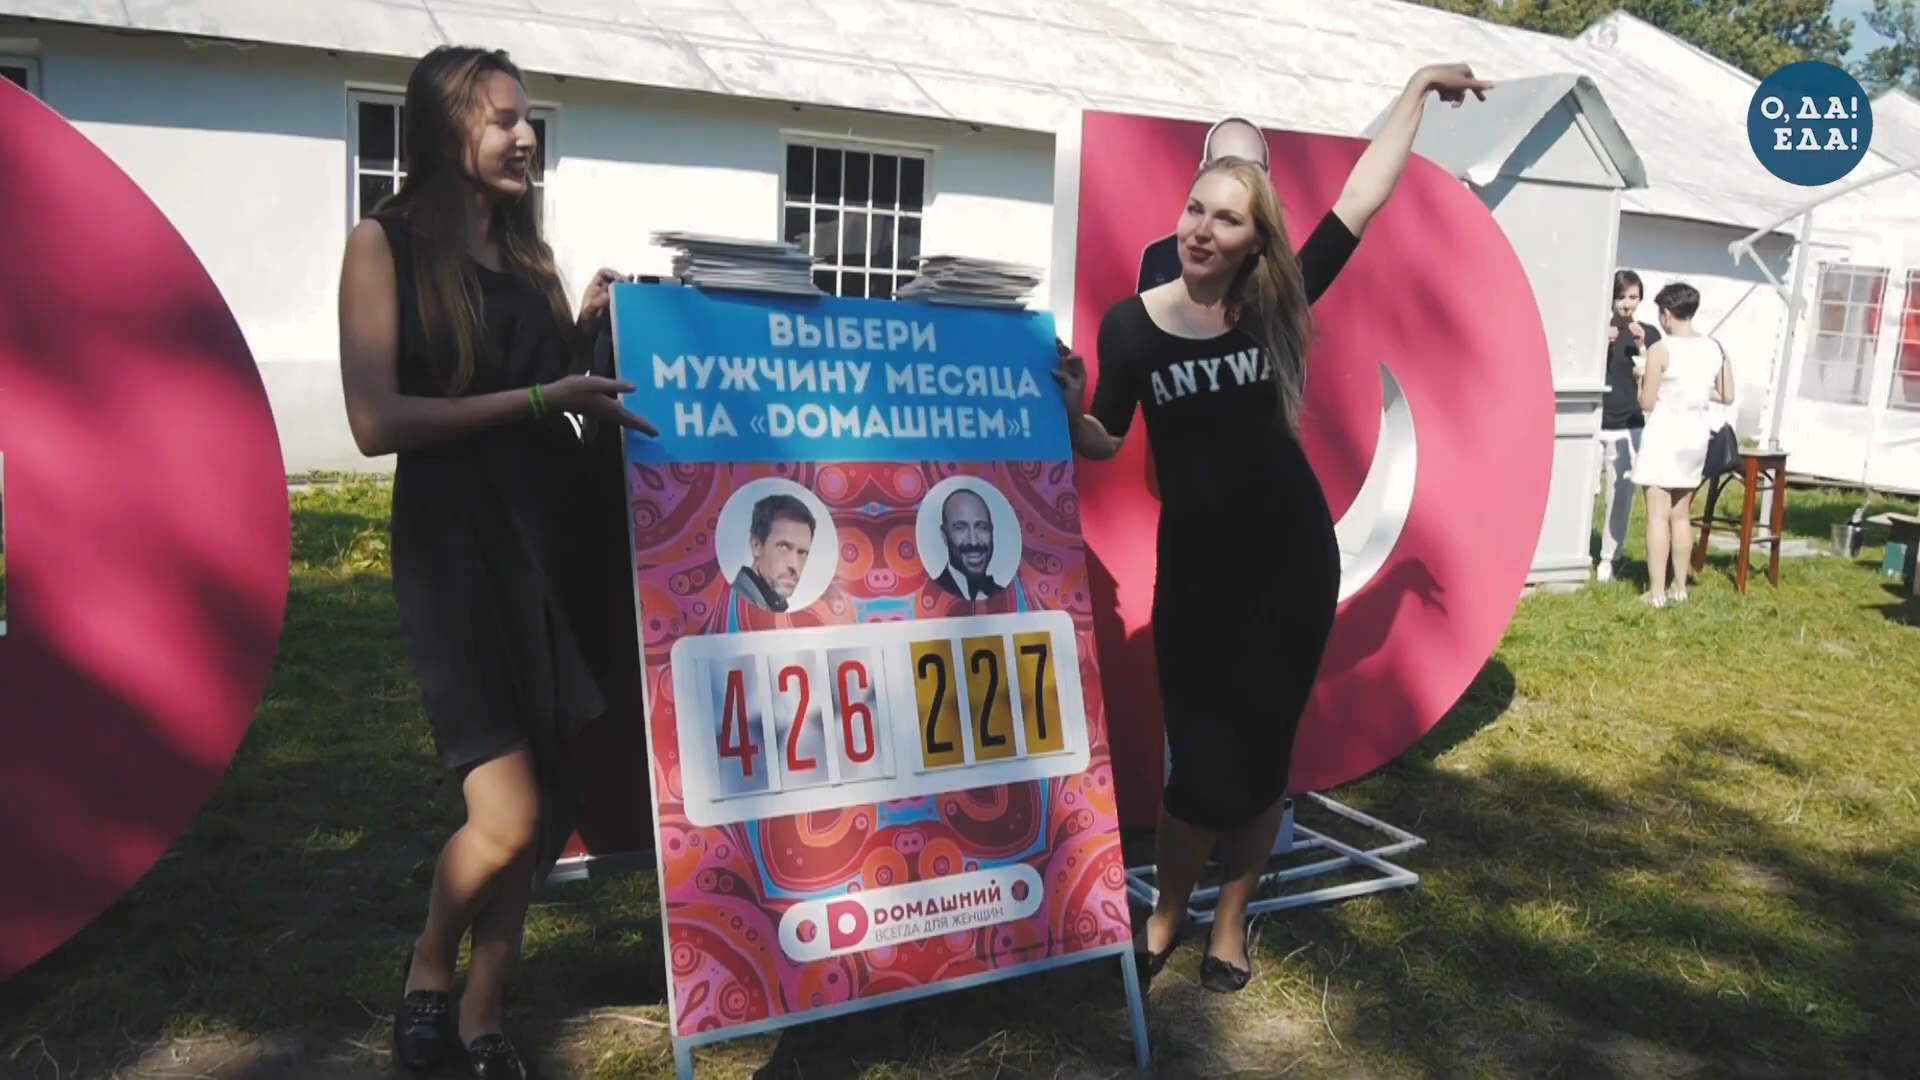 О, ДА!
ЕДА!
ВЫБЕРИ
МУЖЧИНУ МЕСЯЦА
НА «DОМАШНЕМ»!
ANYWA
426 227
DОМАШНИЙ
ВСЕГДА ДЛЯ ЖЕНЩИН